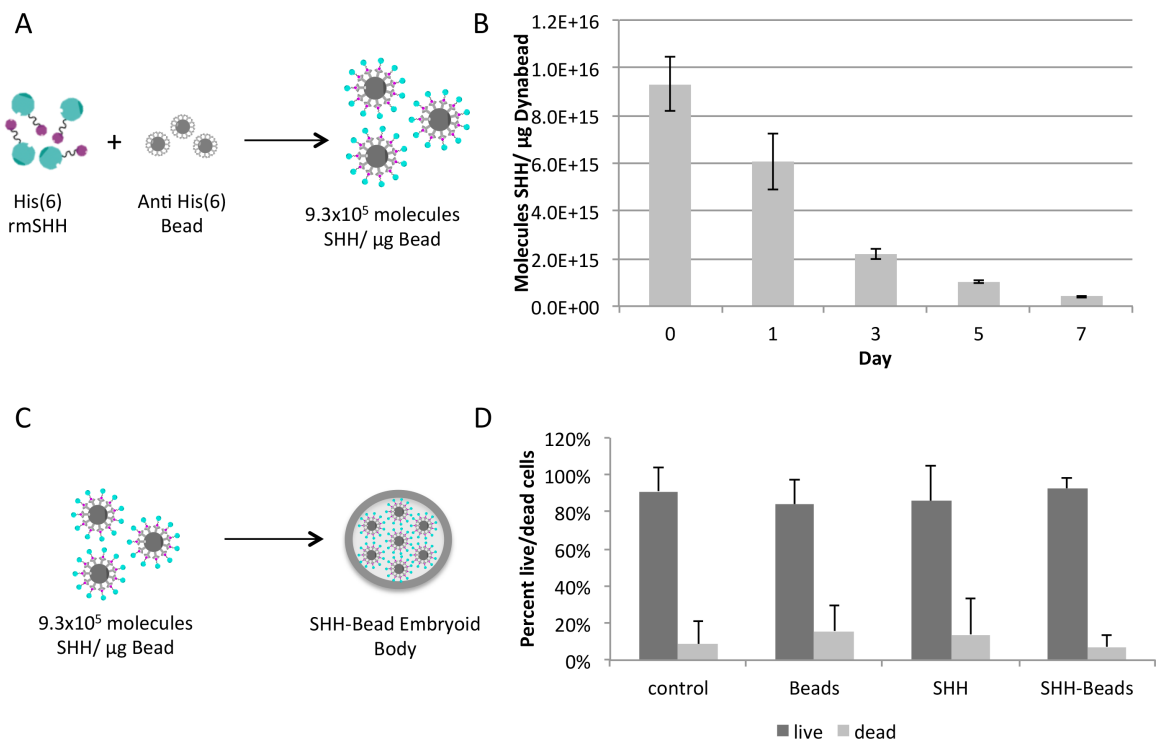 A
His(6)
rmSHH
+
Anti His(6)
Bead
9.3x10⁵ molecules
SHH/ µg Bead
B
Molecules SHH/ µg Dynabead
1.2E+16
1.0E+16
8.0E+15
6.0E+15
4.0E+15
2.0E+15
0.0E+00
0 1 3 5 7
Day
C
9.3x10⁵ molecules
SHH/ µg Bead
SHH-Bead Embryoid
Body
D
Percent live/dead cells
120%
100%
80%
60%
40%
20%
0%
control Beads SHH SHH-Beads
live dead